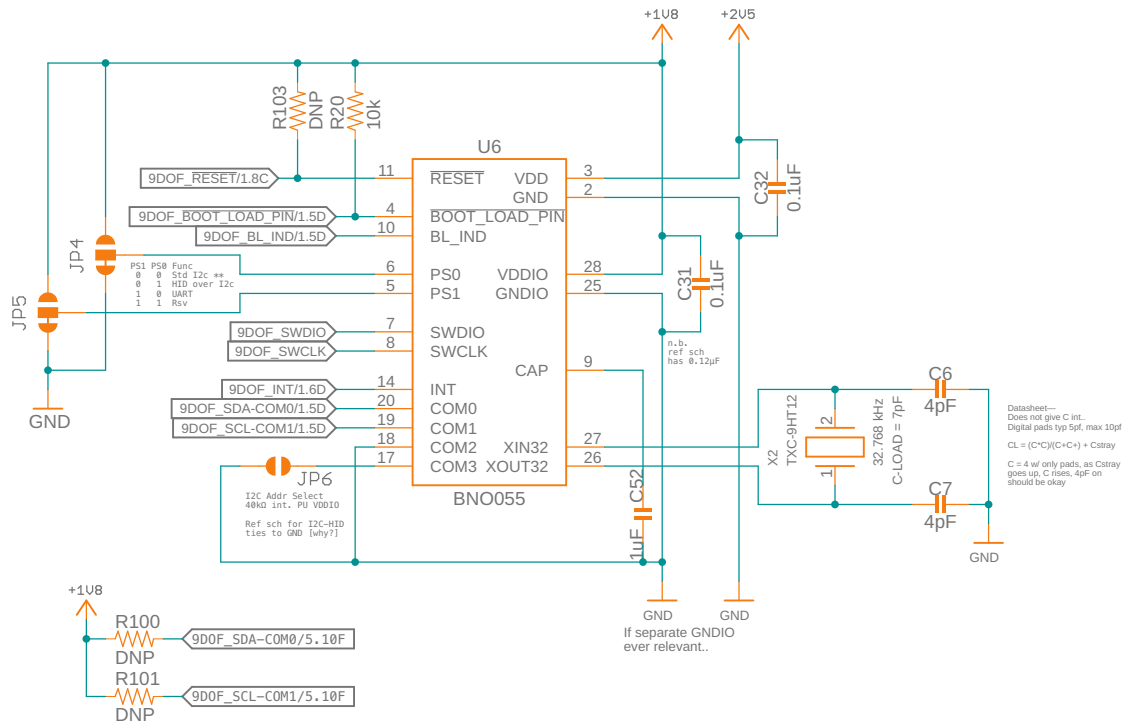 +1V8
+2V5
R103
DNP
R20
10k
U6
9DOF_RESET/1.8C
11
RESET
VDD
3
GND
2
C32
0.1uF
9DOF_BOOT_LOAD_PIN/1.5D
4
BOOT_LOAD_PIN
9DOF_BL_IND/1.5D
10
BL_IND
JP4
PS1 PS0 Func
0 0 Std I2c **
0 1 HID over I2c
1 0 UART
1 1 Rsv
6
PS0
VDDIO
28
5
PS1
GNDIO
25
C31
0.1uF
JP5
9DOF_SWDIO
7
SWDIO
9DOF_SWCLK
8
SWCLK
n.b.
ref sch
has 0.12µF
CAP
9
9DOF_INT/1.6D
14
INT
9DOF_SDA-COM0/1.5D
20
COM0
9DOF_SCL-COM1/1.5D
19
COM1
18
COM2
XIN32
27
17
COM3
XOUT32
26
GND
BNO055
JP6
I2C Addr Select
40kΩ int. PU VDDIO
Ref sch for I2C-HID
ties to GND [why?]
C52
1uF
X2
TXC-9HT12
2
1
32.768 kHz
C-LOAD = 7pF
C6
4pF
C7
4pF
GND
Datasheet—
Does not give C int..
Digital pads typ 5pf, max 10pf
CL = (C*C)/(C+C+) + Cstray
C = 4 w/ only pads, as Cstray
goes up, C rises, 4pF on
should be okay
GND
GND
If separate GNDIO
ever relevant..
+1V8
R100
DNP
9DOF_SDA-COM0/5.10F
R101
DNP
9DOF_SCL-COM1/5.10F